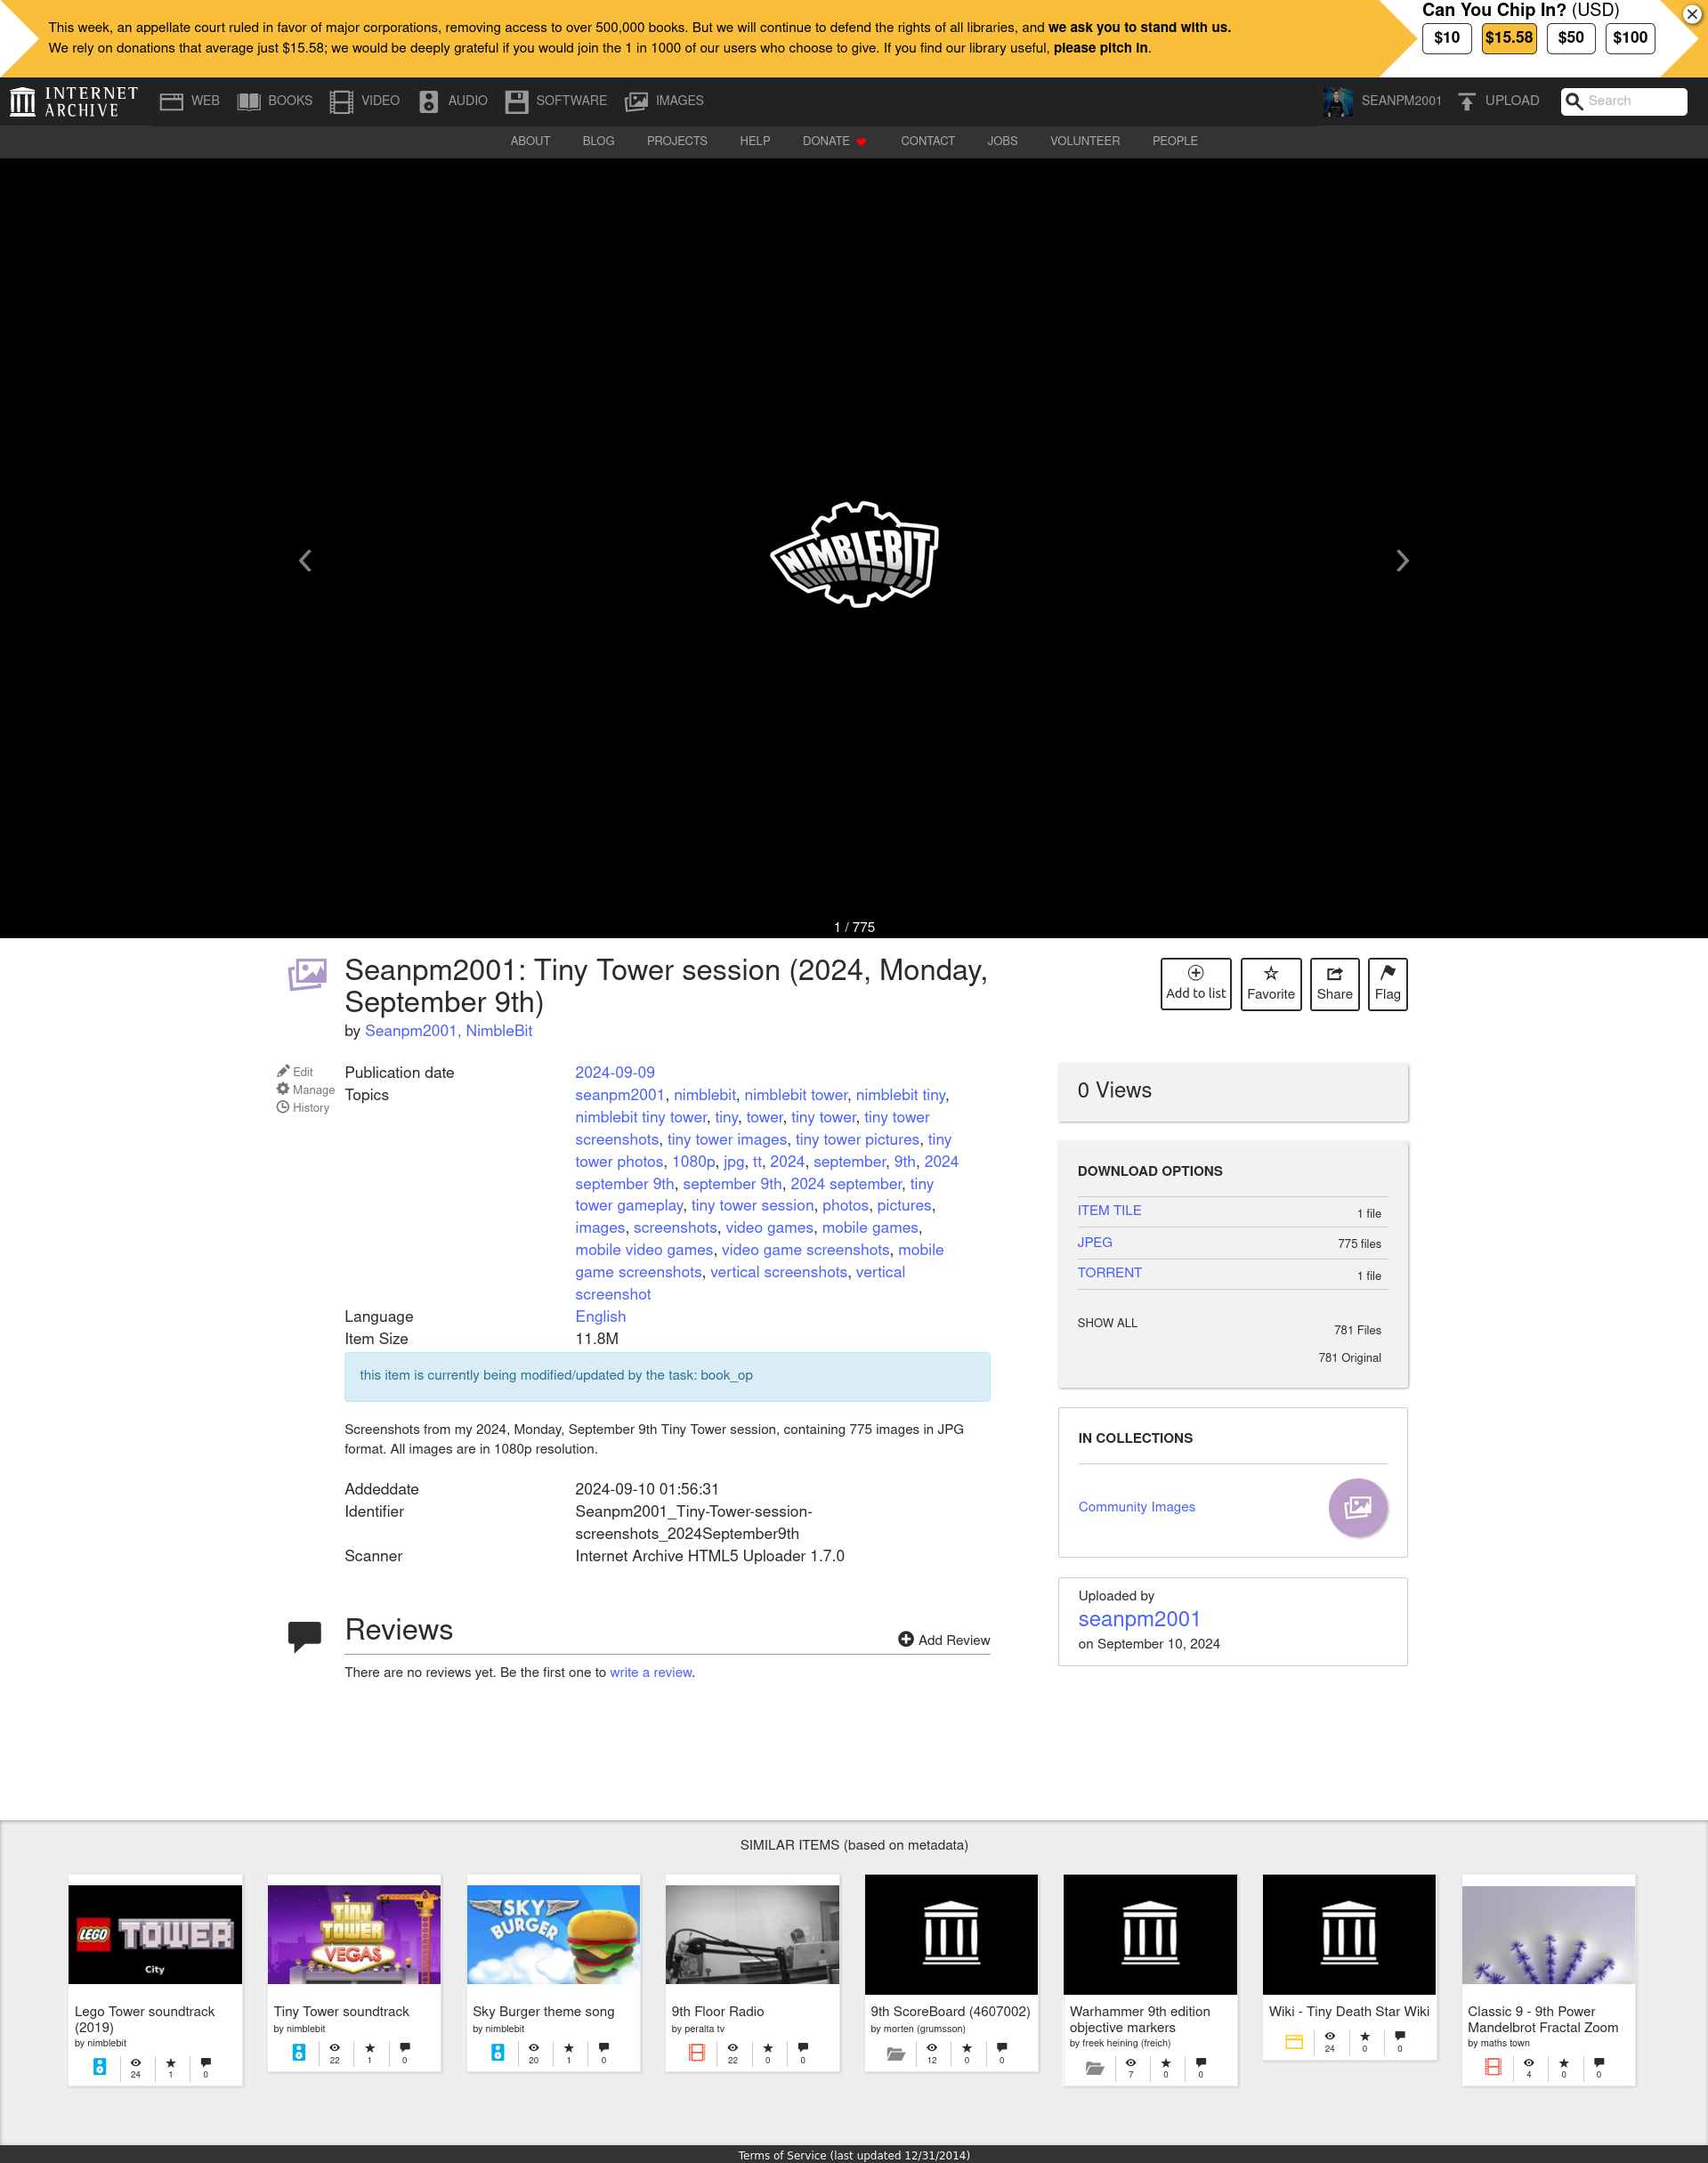 This week, an appellate court ruled in favor of major corporations, removing access to over 500,000 books. But we will continue to defend the rights of all libraries, and we ask you to stand with us.
We rely on donations that average just $15.58; we would be deeply grateful if you would join the 1 in 1000 of our users who choose to give. If you find our library useful, please pitch in.
Can You Chip In? (USD)
$10 $15.58 $50 $100
INTERNET ARCHIVE
WEB BOOKS VIDEO AUDIO SOFTWARE IMAGES SEANPM2001 UPLOAD Search
ABOUT BLOG PROJECTS HELP DONATE CONTACT JOBS VOLUNTEER PEOPLE
NIMBLEBIT
1 / 775
Seanpm2001: Tiny Tower session (2024, Monday,
September 9th)
by Seanpm2001, NimbleBit
Add to list Favorite Share Flag
Edit
Manage
History
Publication date 2024-09-09
Topics seanpm2001, nimblebit, nimblebit tower, nimblebit tiny,
nimblebit tiny tower, tiny, tower, tiny tower, tiny tower
screenshots, tiny tower images, tiny tower pictures, tiny
tower photos, 1080p, jpg, tt, 2024, september, 9th, 2024
september 9th, september 9th, 2024 september, tiny
tower gameplay, tiny tower session, photos, pictures,
images, screenshots, video games, mobile games,
mobile video games, video game screenshots, mobile
game screenshots, vertical screenshots, vertical
screenshot
Language English
Item Size 11.8M
this item is currently being modified/updated by the task: book_op
Screenshots from my 2024, Monday, September 9th Tiny Tower session, containing 775 images in JPG
format. All images are in 1080p resolution.
Addeddate 2024-09-10 01:56:31
Identifier Seanpm2001_Tiny-Tower-session-
screenshots_2024September9th
Scanner Internet Archive HTML5 Uploader 1.7.0
Reviews
Add Review
There are no reviews yet. Be the first one to write a review.
0 Views
DOWNLOAD OPTIONS
ITEM TILE 1 file
JPEG 775 files
TORRENT 1 file
SHOW ALL 781 Files
781 Original
IN COLLECTIONS
Community Images
Uploaded by
seanpm2001
on September 10, 2024
SIMILAR ITEMS (based on metadata)
LEGO TOWER
City
Lego Tower soundtrack
(2019)
by nimblebit
24 1 0
TINY
TOWER
VEGAS
Tiny Tower soundtrack
by nimblebit
22 1 0
SKY
BURGER
Sky Burger theme song
by nimblebit
20 1 0
9th Floor Radio
by peralta tv
22 0 0
9th ScoreBoard (4607002)
by morten (grumsson)
12 0 0
Warhammer 9th edition
objective markers
by freek heining (freich)
7 0 0
Wiki - Tiny Death Star Wiki
24 0 0
Classic 9 - 9th Power
Mandelbrot Fractal Zoom
by maths town
4 0 0
Terms of Service (last updated 12/31/2014)